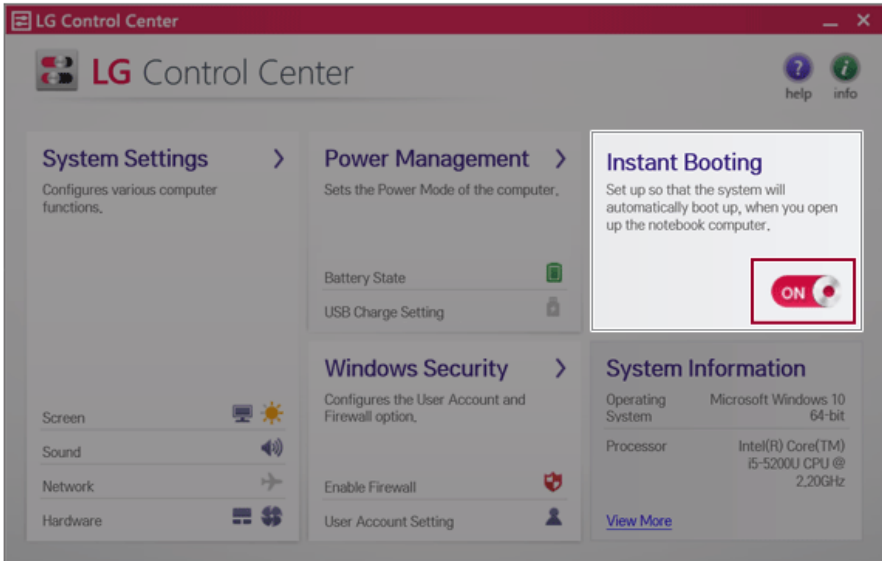 LG Control Center
LG Control Center
help
info
System Settings
Configures various computer
functions.
Screen
Sound
Network
Hardware
Power Management
Sets the Power Mode of the computer.
Battery State
USB Charge Setting
Instant Booting
Set up so that the system will
automatically boot up, when you open
up the notebook computer.
ON
Windows Security
Configures the User Account and
Firewall option.
Enable Firewall
User Account Setting
System Information
Operating
System
Microsoft Windows 10
64-bit
Processor
Intel(R) Core(TM)
i5-5200U CPU @
2.20GHz
View More